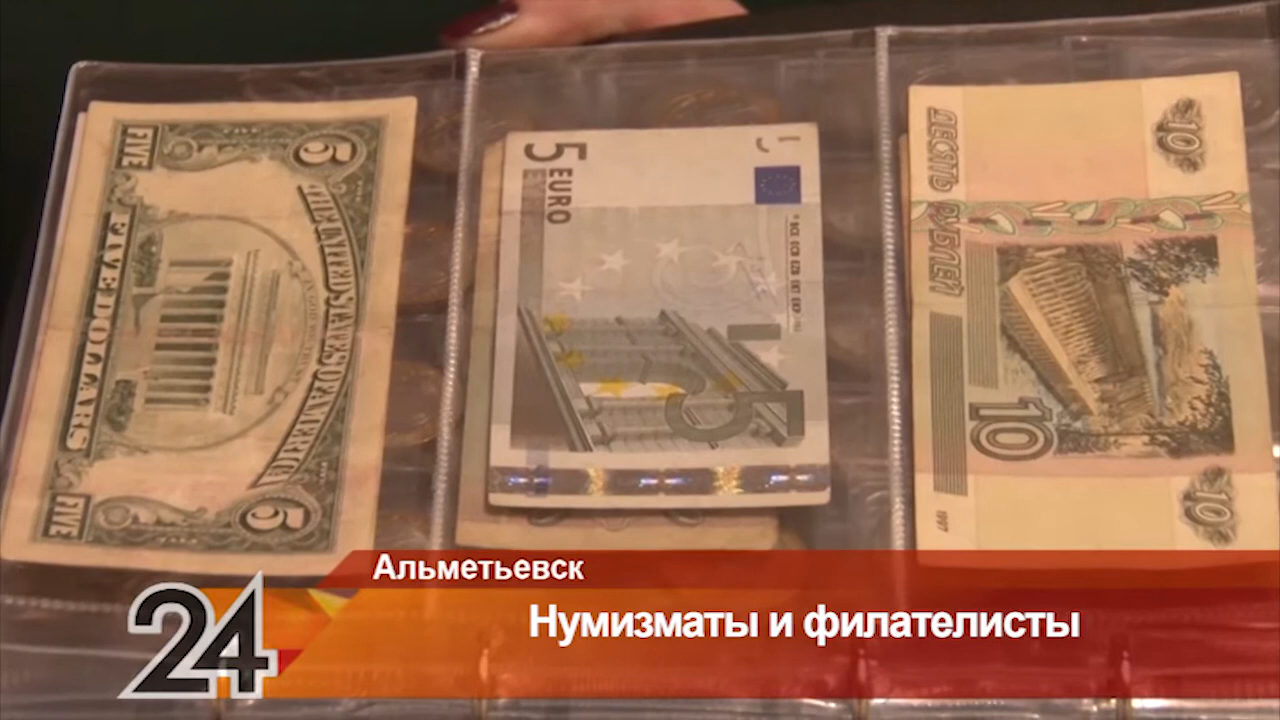 FIVE
5
THE UNITED STATES OF AMERICA
FIVE DOLLARS
FIVE
5
5 EURO
5
ДЕСЯТЬ РУБЛЕЙ
10
10
10
1997
Альметьевск
24
Нумизматы и филателисты